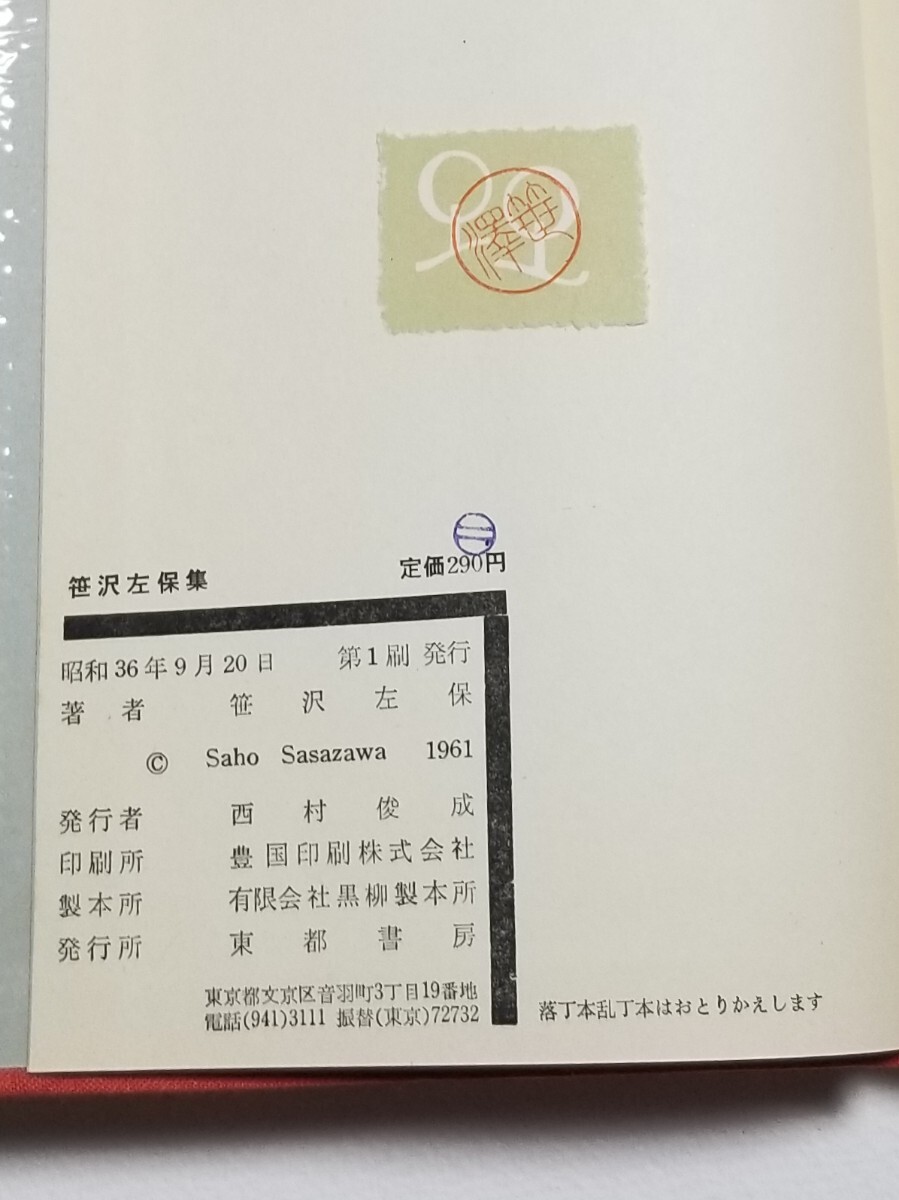 笹澤
笹沢左保集 定価290円
昭和36年9月20日 第1刷発行
著者 笹沢左保
© Saho Sasazawa 1961
発行者 西村俊成
印刷所 豊国印刷株式会社
製本所 有限会社黒柳製本所
発行所 東都書房
東京都文京区音羽町3丁目19番地
電話(941)3111 振替(東京)72732
落丁本乱丁本はおとりかえします